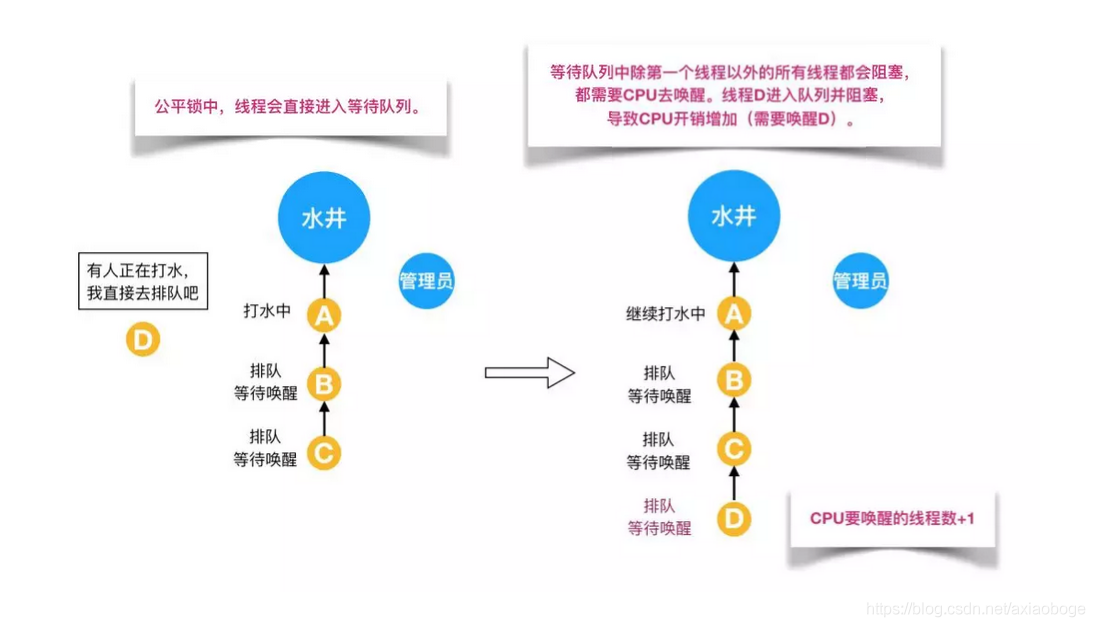 公平锁中，线程会直接进入等待队列。
等待队列中除第一个线程以外的所有线程都会阻塞，
都需要CPU去唤醒。线程D进入队列并阻塞，
导致CPU开销增加（需要唤醒D）。
水井
管理员
有人正在打水，
我直接去排队吧
D
打水中
A
排队
等待唤醒
B
排队
等待唤醒
C
水井
管理员
继续打水中
A
排队
等待唤醒
B
排队
等待唤醒
C
排队
等待唤醒
D
CPU要唤醒的线程数+1
https://blog.csdn.net/axiaoboge